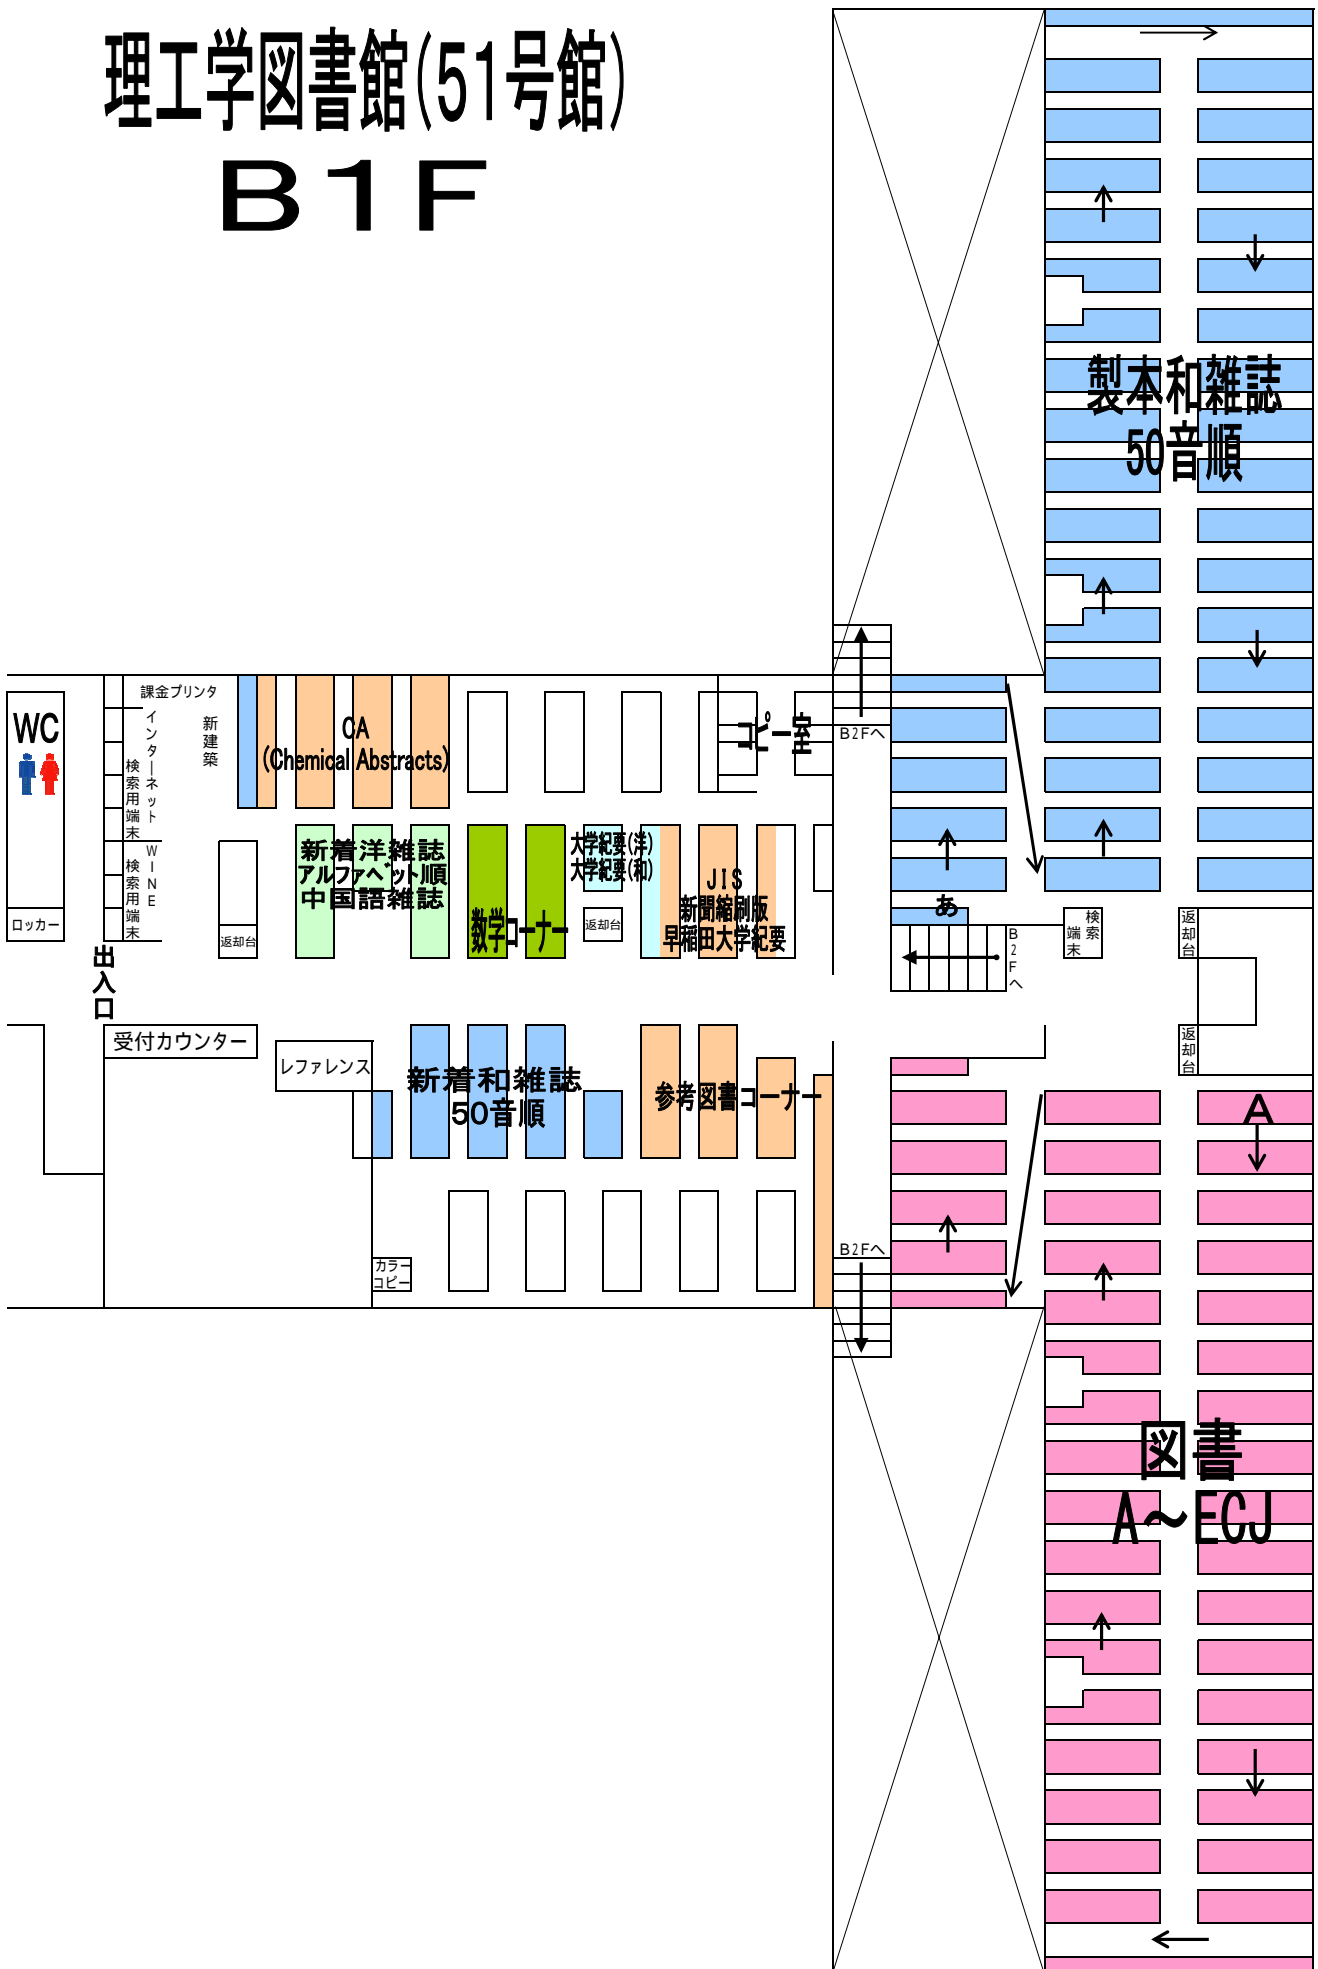 理工学図書館(51号館)
B1F
製本和雑誌
50音順
WC
ロッカー
課金プリンタ
インターネット
検索用端末
WINE
検索用端末
新建築
CA
(Chemical Abstracts)
コピー室
B2Fへ
新着洋雑誌
アルファベット順
中国語雑誌
返却台
数学コーナー
大学紀要(洋)
大学紀要(和)
返却台
JIS
新聞縮刷版
早稲田大学紀要
あ
B2Fへ
検索
端末
返却台
返却台
出入口
受付カウンター
レファレンス
新着和雑誌
50音順
参考図書コーナー
カラー
コピー
B2Fへ
A
図書
A～ECJ